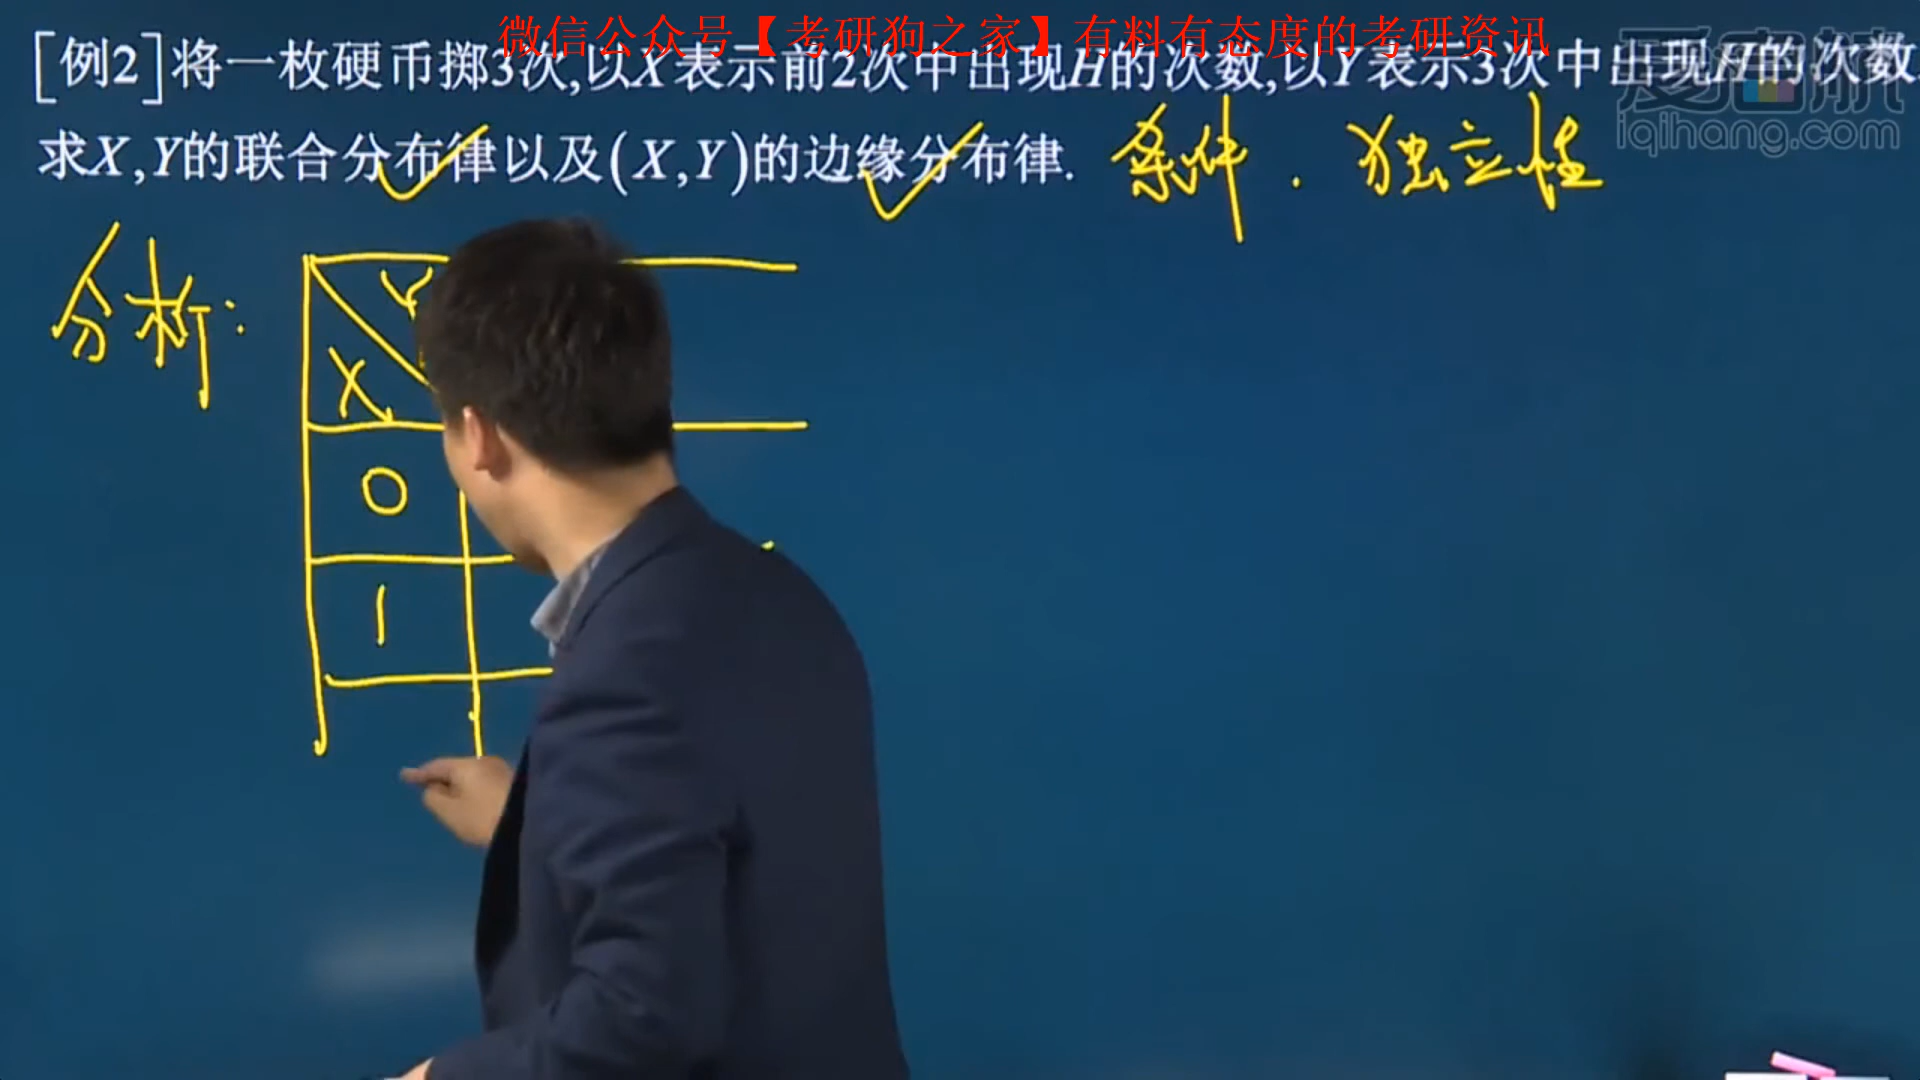 微信公众号【考研狗之家】有料有态度的考研资讯
[例2]将一枚硬币掷3次,以X表示前2次中出现H的次数,以Y表示3次中出现H的次数.
爱启航
iqihang.com
求X,Y的联合分布律以及(X,Y)的边缘分布律.
条件 . 独立性
分析:
Y
X
0
1